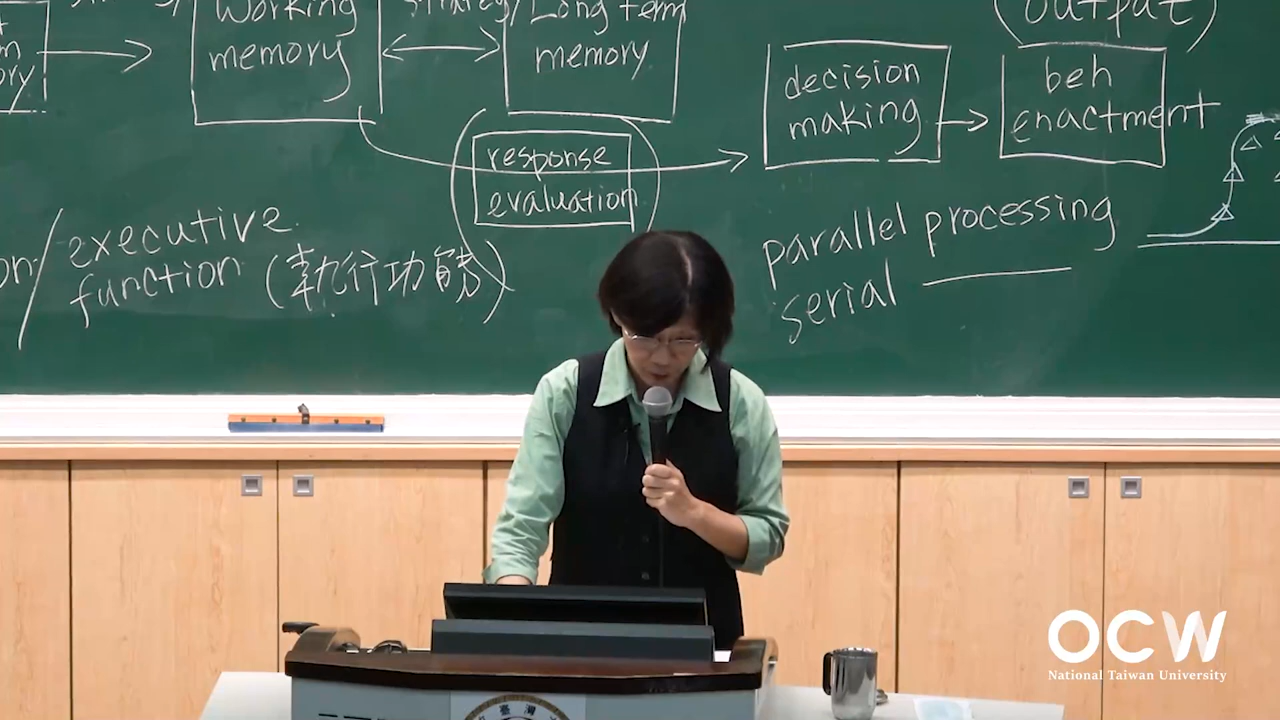 Working
memory
Long term
memory
(output)
decision
making
beh
enactment
response
evaluation
executive
function (執行功能)
parallel processing
serial
OCW
National Taiwan University